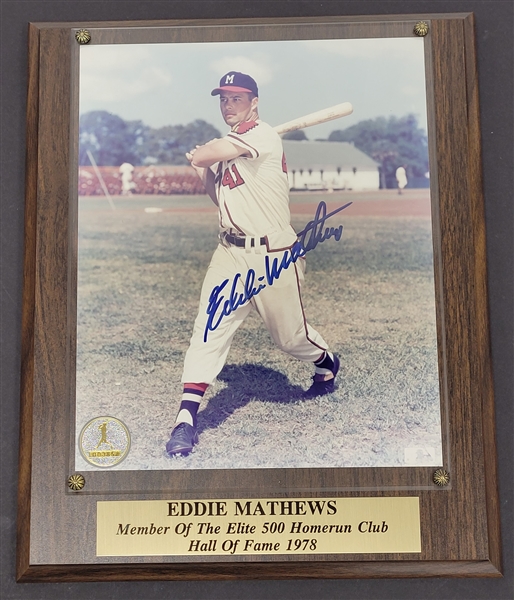 M
41
Eddie Mathews
EDDIE MATHEWS
Member Of The Elite 500 Homerun Club
Hall Of Fame 1978